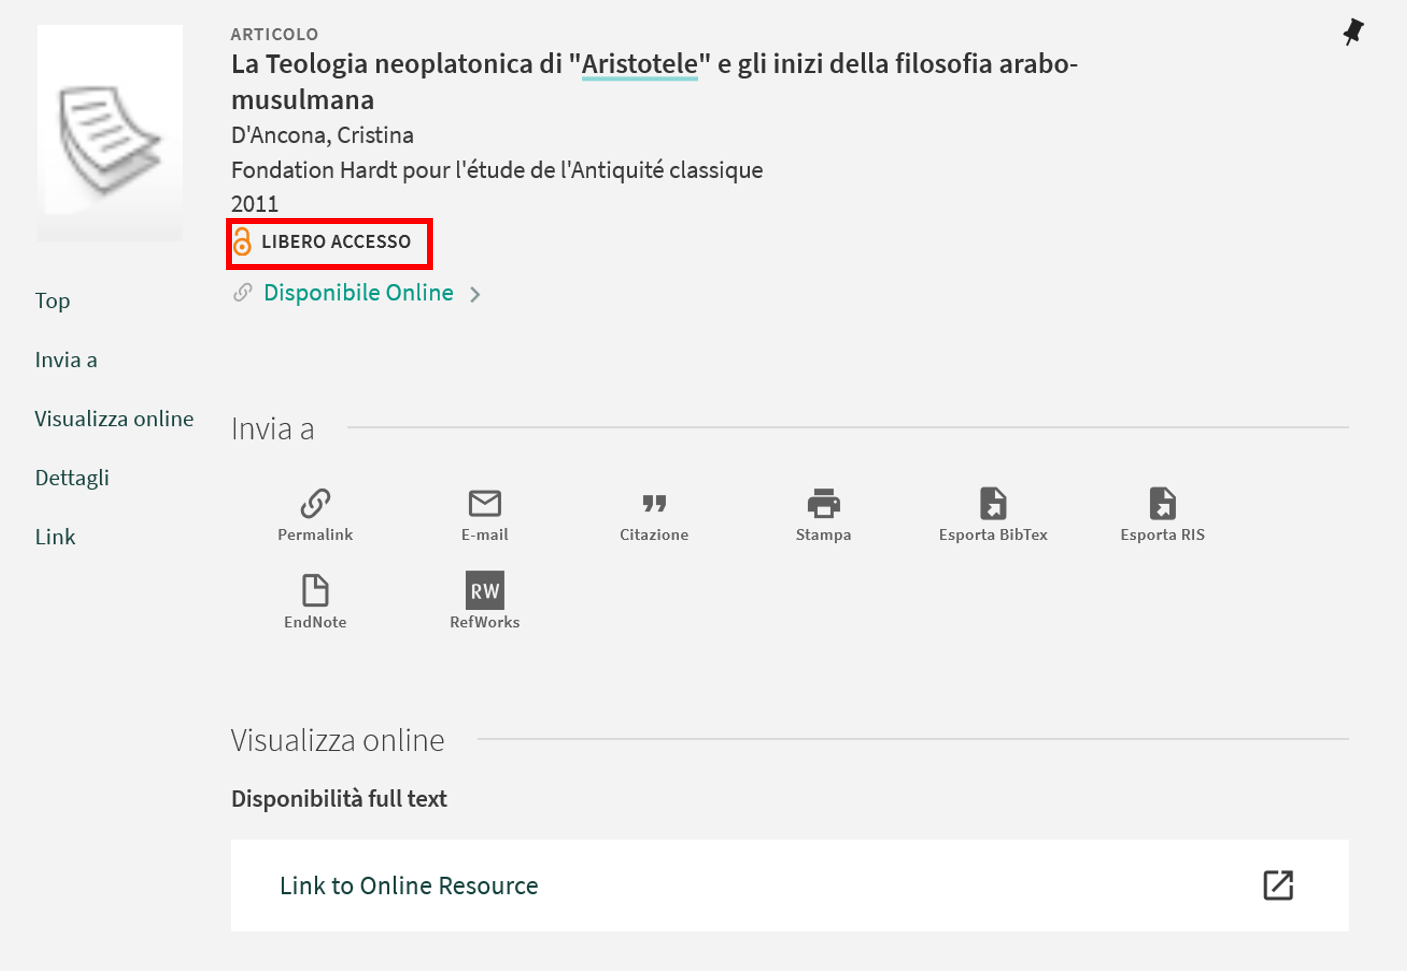 ARTICOLO
La Teologia neoplatonica di "Aristotele" e gli inizi della filosofia arabo-
musulmana
D'Ancona, Cristina
Fondation Hardt pour l'étude de l'Antiquité classique
2011
LIBERO ACCESSO
Disponibile Online
Top
Invia a
Visualizza online
Dettagli
Link
Invia a
Permalink
E-mail
Citazione
Stampa
Esporta BibTex
Esporta RIS
EndNote
RW
RefWorks
Visualizza online
Disponibilità full text
Link to Online Resource